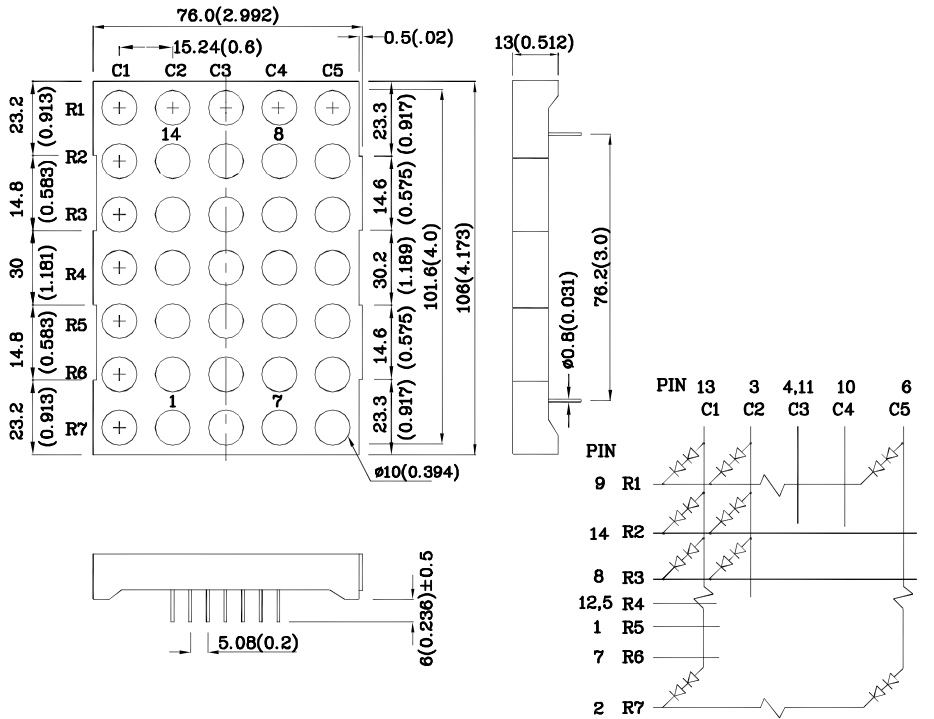 76.0(2.992)
15.24(0.6)
0.5(.02)
C1 C2 C3 C4 C5
R1
R2
R3
R4
R5
R6
R7
14 8
1 7
23.2
(0.913)
14.8
(0.583)
30
(1.181)
14.8
(0.583)
23.2
(0.913)
23.3
(0.917)
14.6
(0.575)
30.2
(1.189)
14.6
(0.575)
23.3
(0.917)
101.6(4.0)
106(4.173)
ø10(0.394)
13(0.512)
76.2(3.0)
ø0.8(0.031)
5.08(0.2)
6(0.236)±0.5
PIN 13 3 4,11 10 6
C1 C2 C3 C4 C5
PIN
9 R1
14 R2
8 R3
12,5 R4
1 R5
7 R6
2 R7